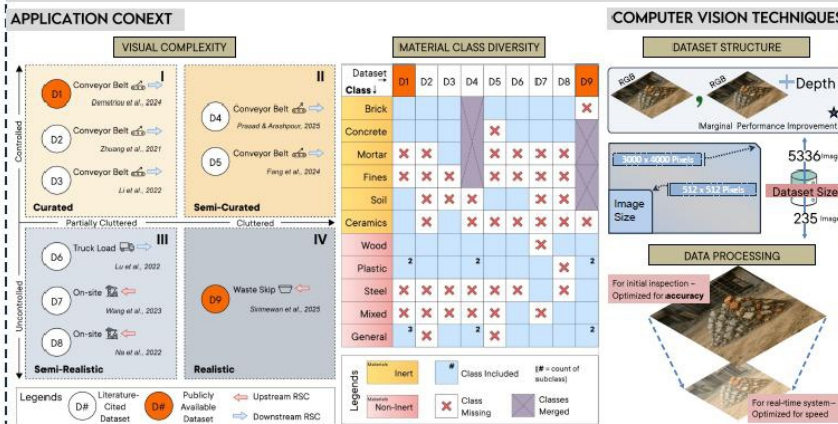 APPLICATION CONEXT
VISUAL COMPLEXITY
Controlled
Uncontrolled
I
D1
Conveyor Belt
Demetriou et al., 2024
D2
Conveyor Belt
Zhuang et al., 2021
D3
Conveyor Belt
Li et al., 2022
Curated
II
D4
Conveyor Belt
Prasad & Arashpour, 2025
D5
Conveyor Belt
Fang et al., 2024
Semi-Curated
Partially Cluttered
Cluttered
III
D6
Truck Load
Lu et al., 2022
D7
On-site
Wang et al., 2023
D8
On-site
Na et al., 2022
Semi-Realistic
IV
D9
Waste Skip
Sirimewan et al., 2025
Realistic
Legends
D#
Literature-Cited Dataset
D#
Publicly Available Dataset
Upstream RSC
Downstream RSC
MATERIAL CLASS DIVERSITY
Dataset D1 D2 D3 D4 D5 D6 D7 D8 D9
Class
Brick
Concrete
Mortar
Fines
Soil
Ceramics
Wood
Plastic 2 2 2
Steel
Mixed
General 3 2 2
Legends
Materials
Inert
Materials
Non-Inert
#
Class Included
(# = count of subclass)
Class Missing
Classes Merged
COMPUTER VISION TECHNIQUES
DATASET STRUCTURE
RGB
,
RGB
+Depth
Marginal Performance Improvement
3000 x 4000 Pixels
512 x 512 Pixels
Image Size
5336 Imag
Dataset Size
235 Image
DATA PROCESSING
For initial inspection –
Optimized for accuracy
For real-time system–
Optimized for speed